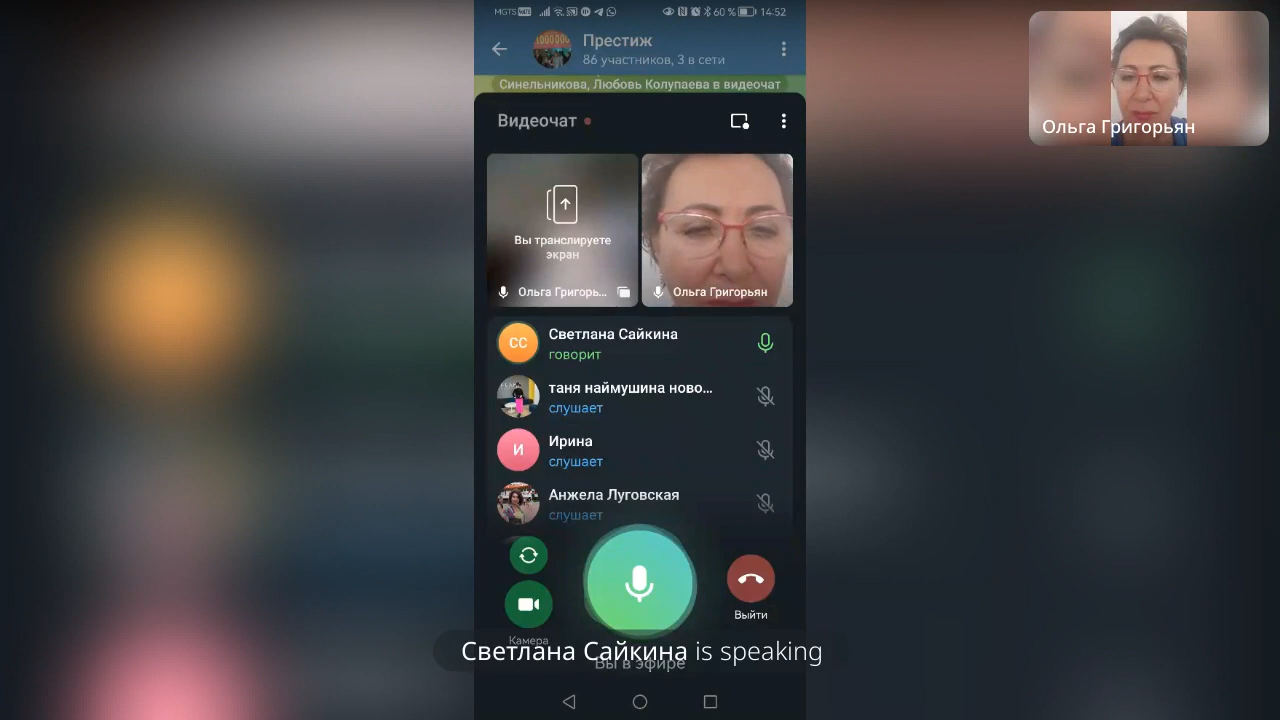 MGTS
60 %
14:52
1000000
Престиж
86 участников, 3 в сети
Синельникова, Любовь Колупаева в видеочат
Видеочат
Вы транслируете
экран
Ольга Григорь...
Ольга Григорьян
Ольга Григорьян
СС
Светлана Сайкина
говорит
таня наймушина ново...
слушает
И
Ирина
слушает
Анжела Луговская
слушает
Выйти
Камера
Светлана Сайкина is speaking
Вы в эфире